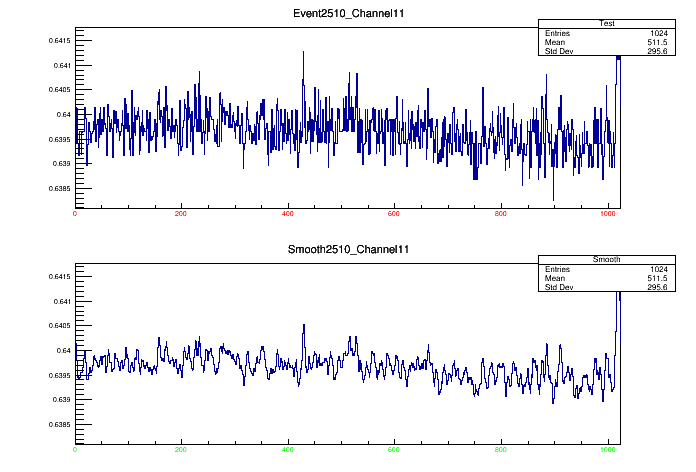 Event2510_Channel11
Test
Entries 1024
Mean 511.5
Std Dev 295.6
0.6415
0.641
0.6405
0.64
0.6395
0.639
0.6385
0 200 400 600 800 1000
Smooth2510_Channel11
Smooth
Entries 1024
Mean 511.5
Std Dev 295.6
0.6415
0.641
0.6405
0.64
0.6395
0.639
0.6385
0 200 400 600 800 1000